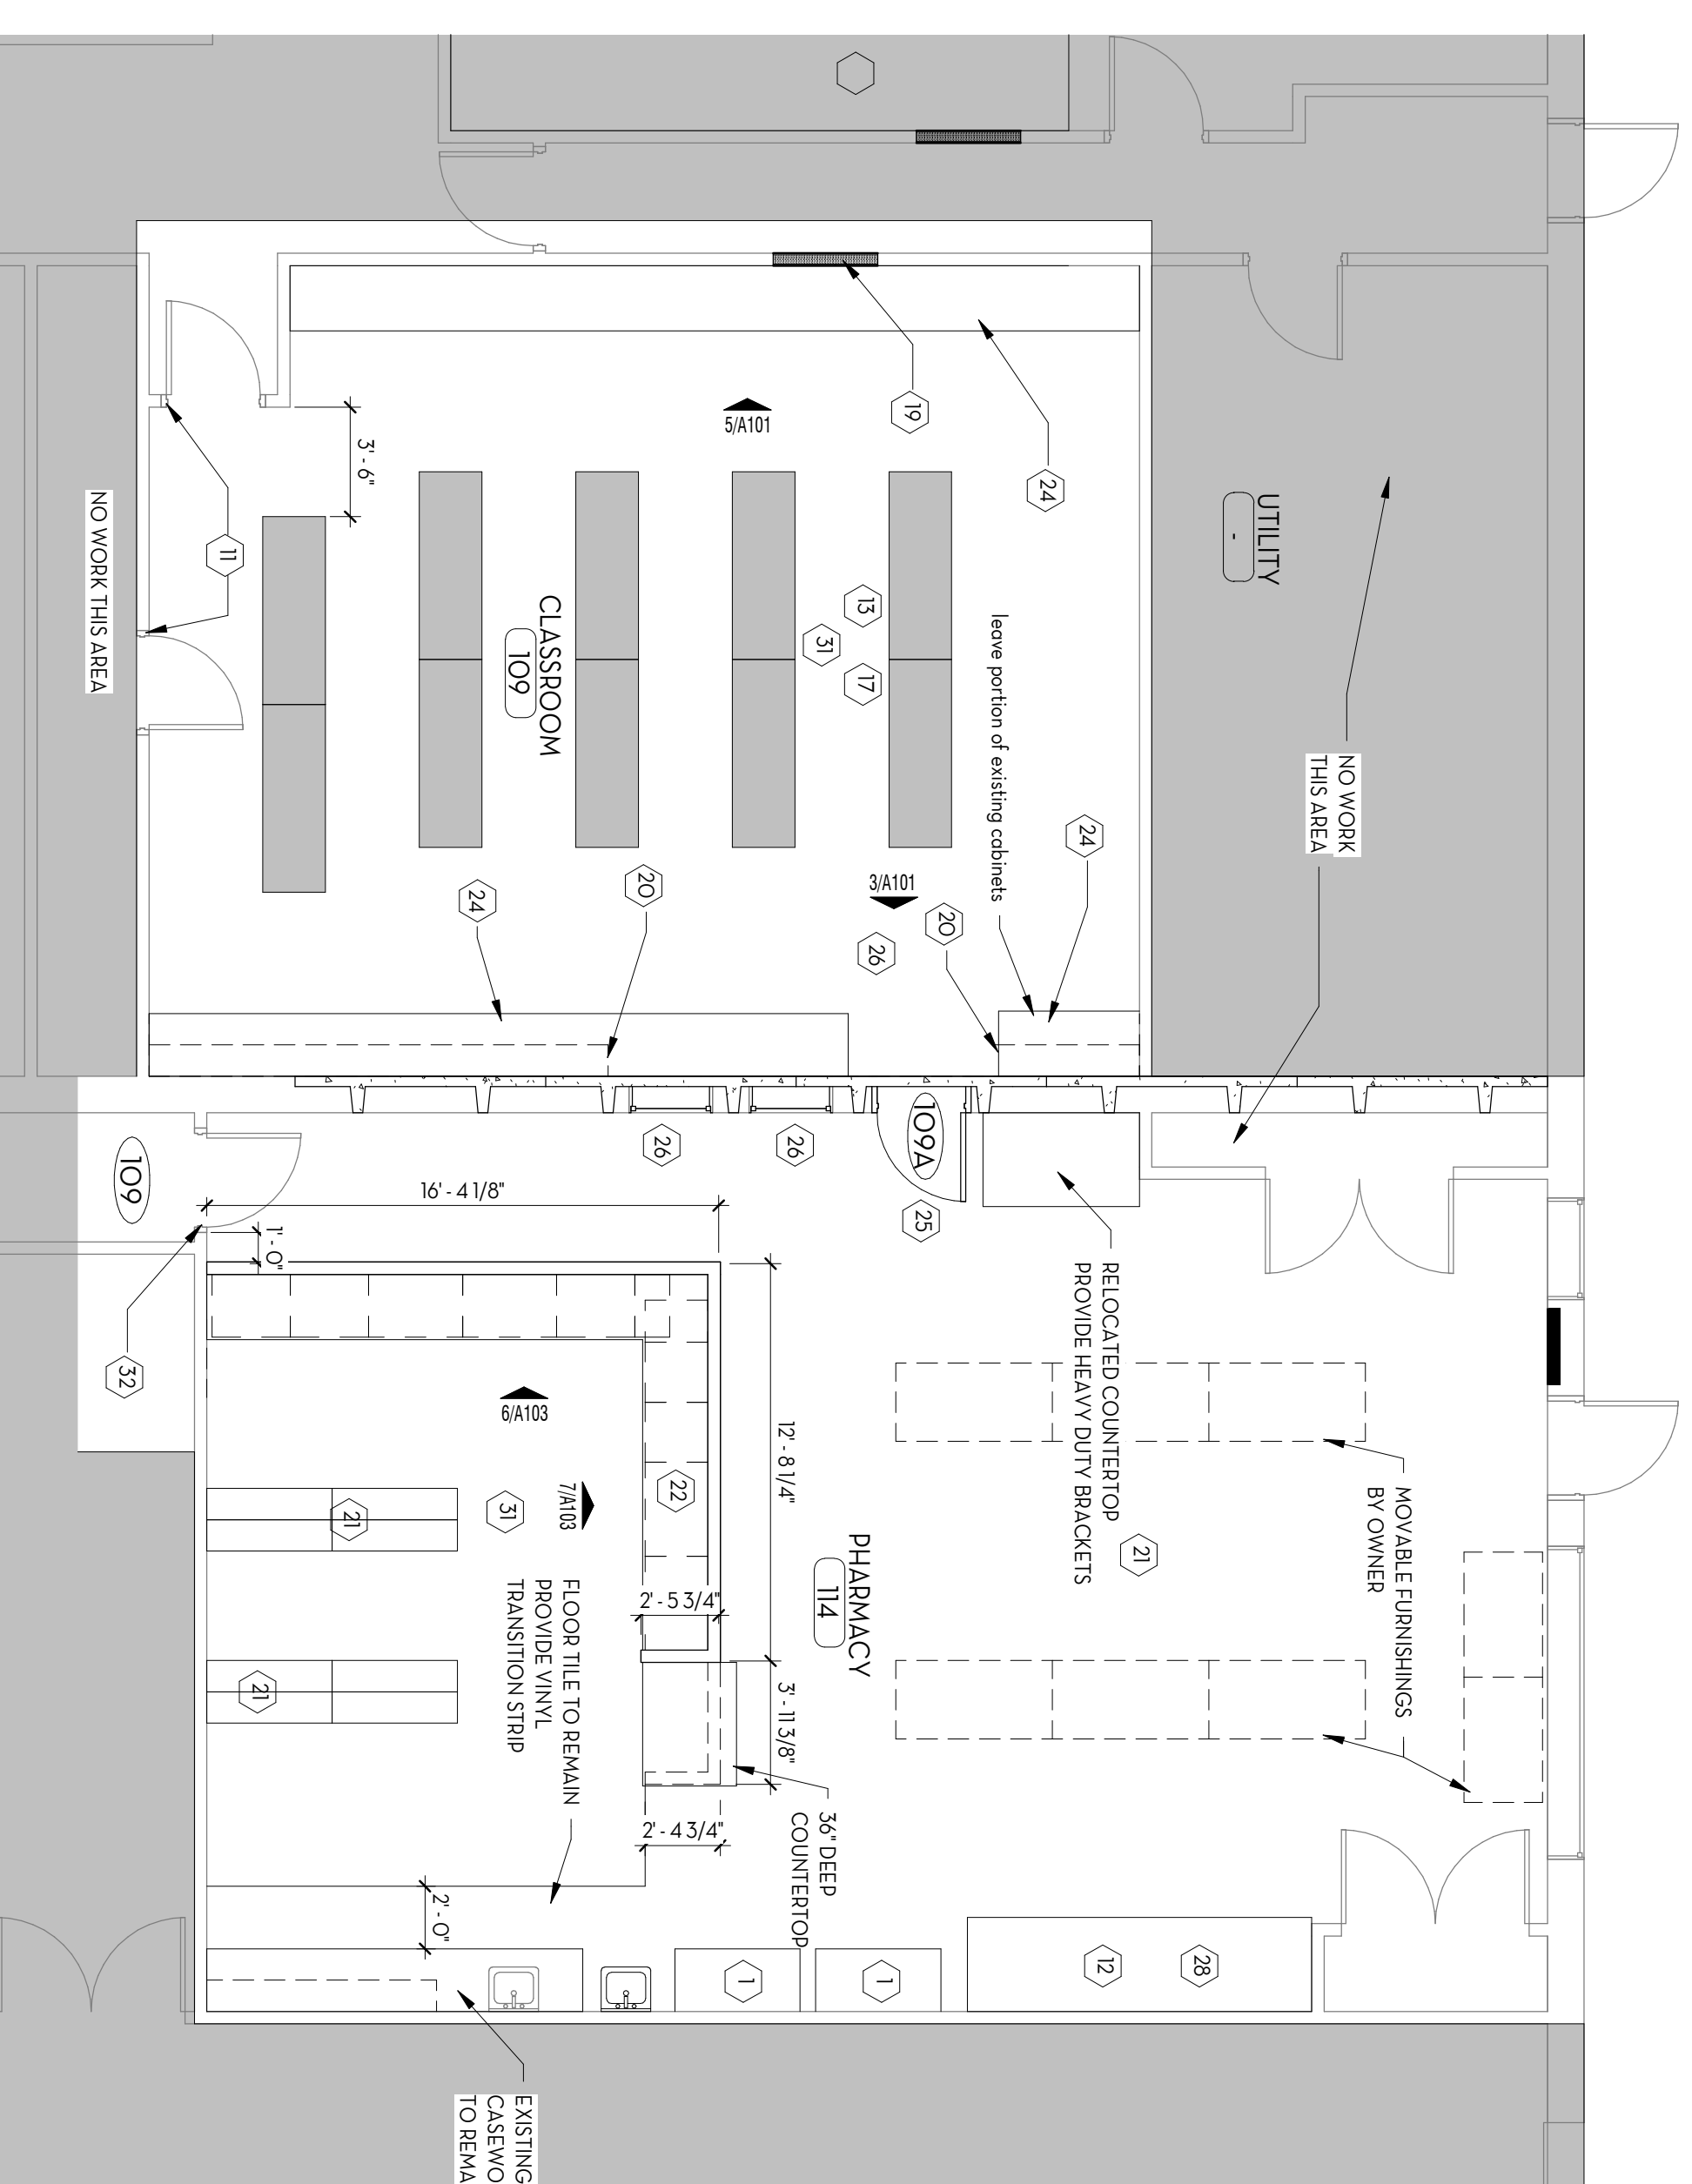 19
24
5/A101
3' - 6"
11
NO WORK THIS AREA
UTILITY
-
13
31
17
CLASSROOM
109
leave portion of existing cabinets
NO WORK
THIS AREA
24
3/A101
20
26
20
24
109A
25
26
26
109
16' - 4 1/8"
1' - 0"
32
RELOCATED COUNTERTOP
PROVIDE HEAVY DUTY BRACKETS
21
MOVABLE FURNISHINGS
BY OWNER
6/A103
12' - 8 1/4"
22
7/A103
31
21
21
PHARMACY
114
2' - 5 3/4"
3' - 11 3/8"
FLOOR TILE TO REMAIN
PROVIDE VINYL
TRANSITION STRIP
36" DEEP
COUNTERTOP
2' - 4 3/4"
2' - 0"
1
1
12
28
EXISTING
CASEWO
TO REMA